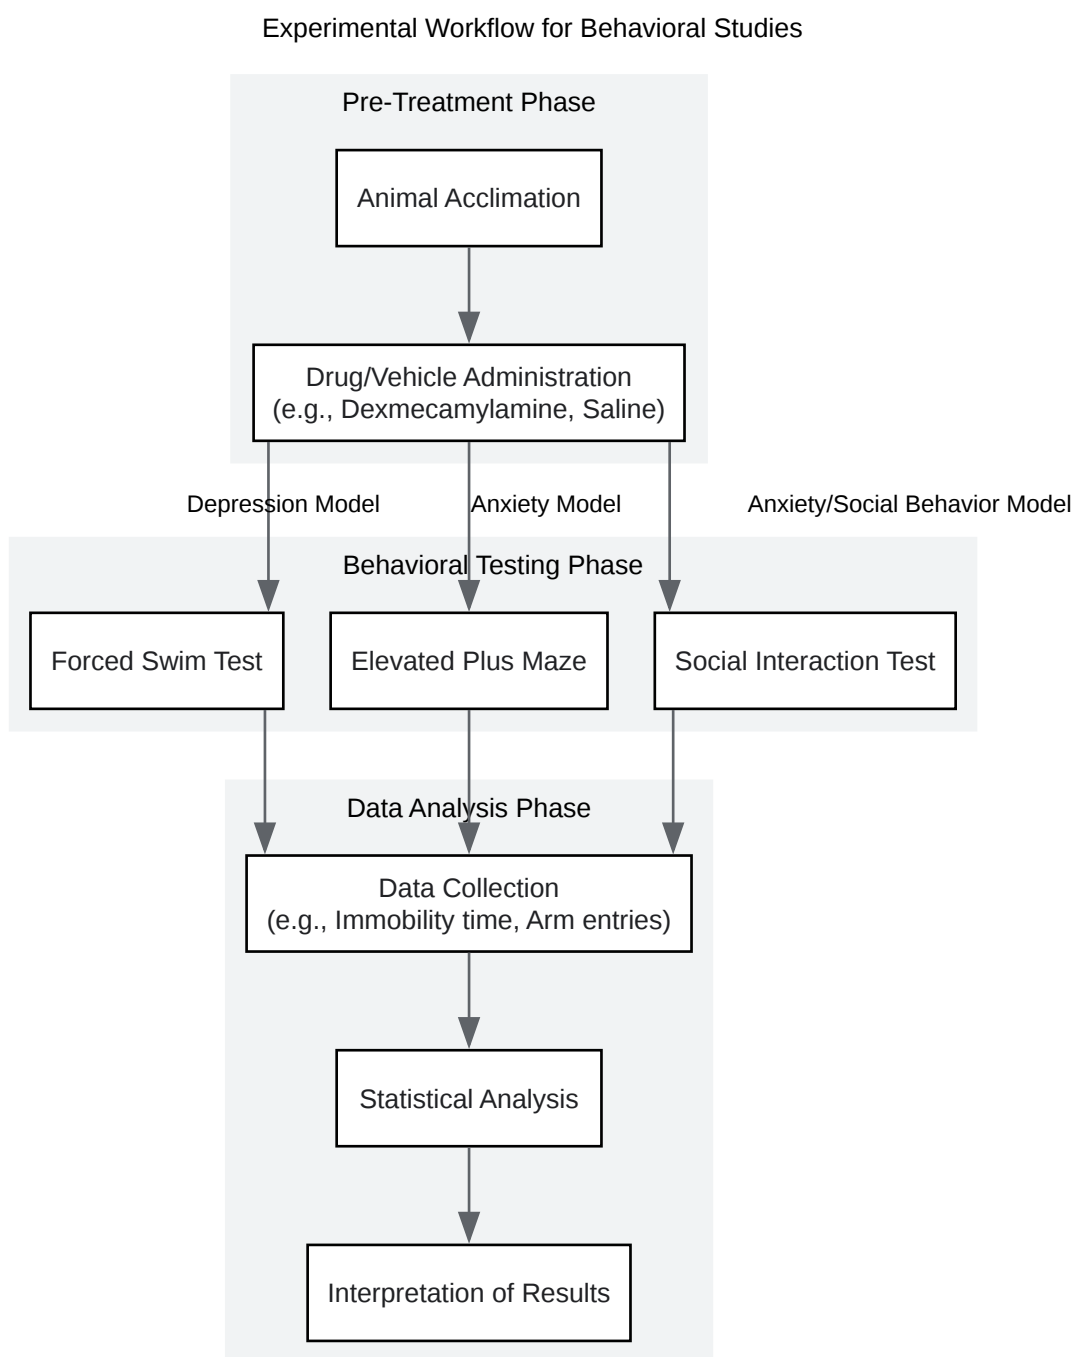 Experimental Workflow for Behavioral Studies
Pre-Treatment Phase
Animal Acclimation
Drug/Vehicle Administration
(e.g., Dexmecamylamine, Saline)
Depression Model
Anxiety Model
Anxiety/Social Behavior Model
Behavioral Testing Phase
Forced Swim Test
Elevated Plus Maze
Social Interaction Test
Data Analysis Phase
Data Collection
(e.g., Immobility time, Arm entries)
Statistical Analysis
Interpretation of Results